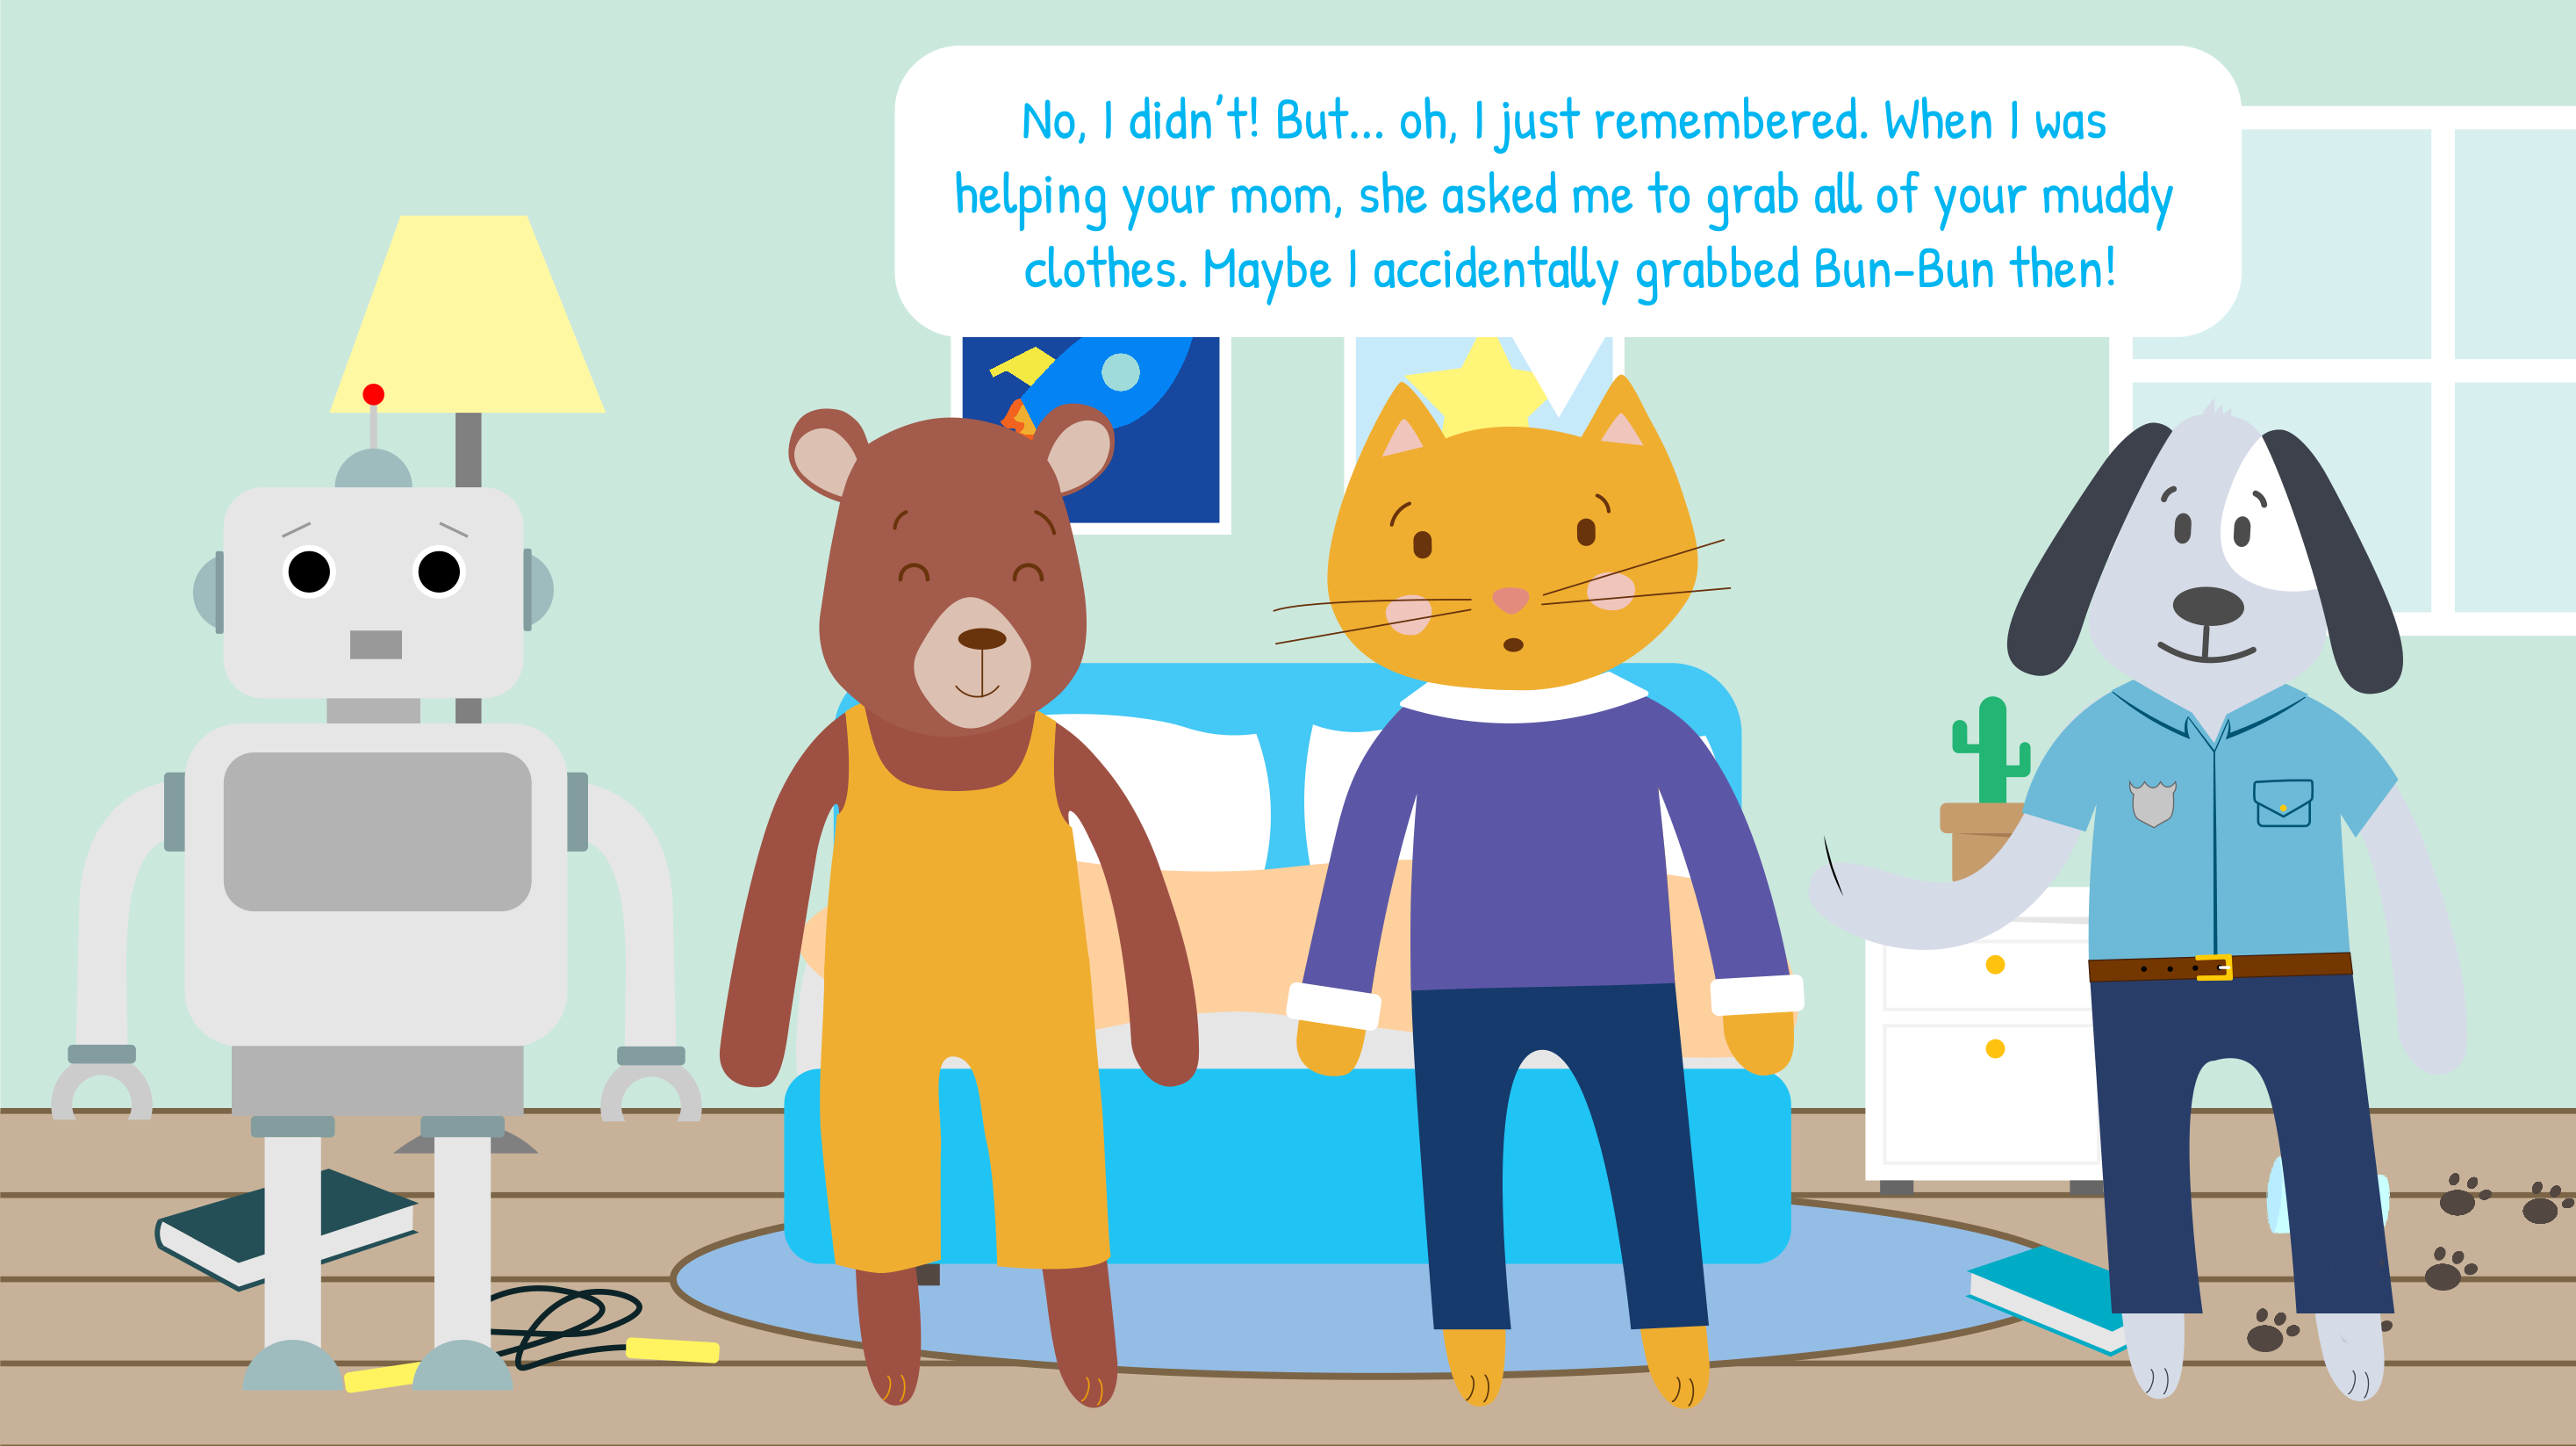 No, I didn't! But... oh, I just remembered. When I was
helping your mom, she asked me to grab all of your muddy
clothes. Maybe I accidentally grabbed Bun-Bun then!